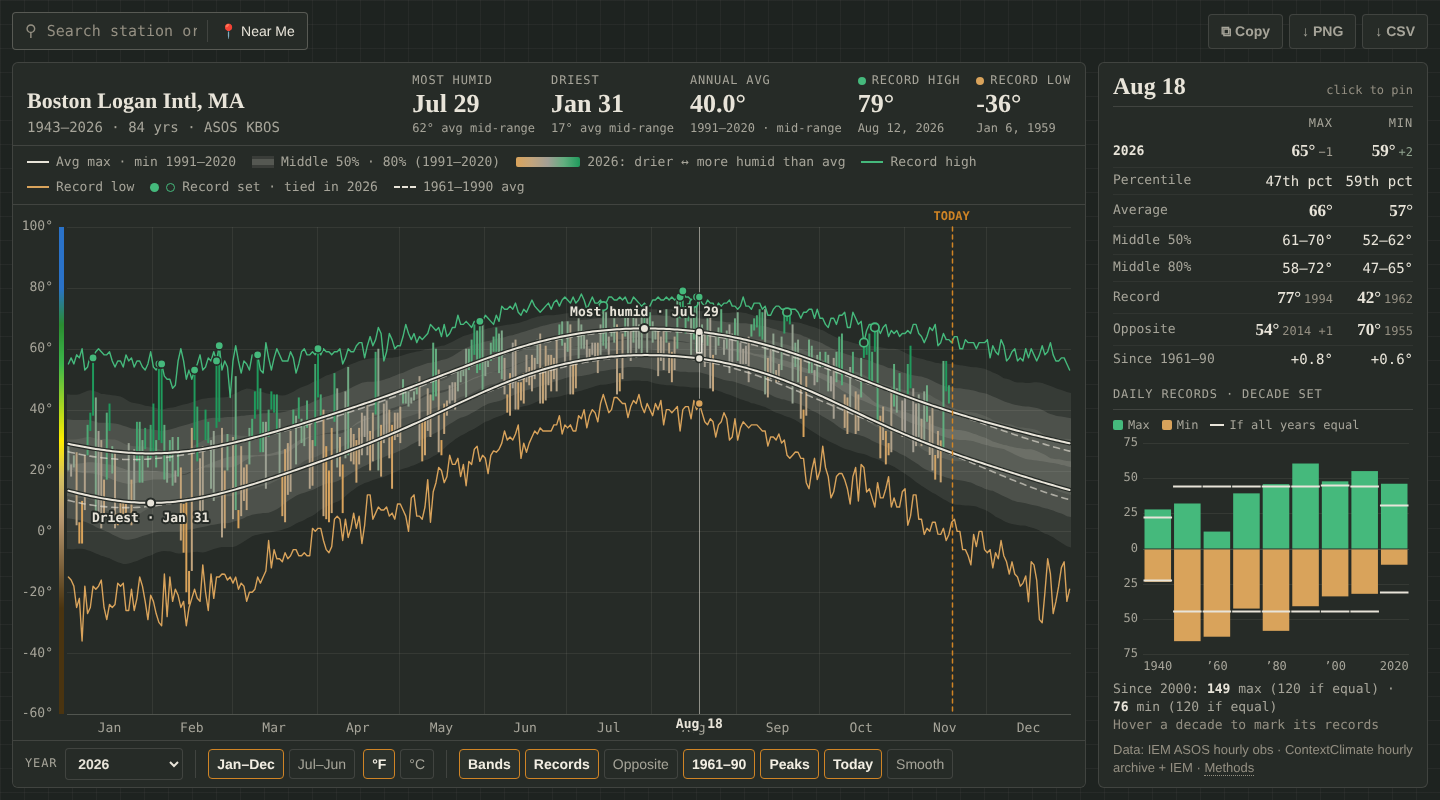 Search station or
Near Me
Copy
↓ PNG
↓ CSV
Boston Logan Intl, MA
1943–2026 · 84 yrs · ASOS KBOS
MOST HUMID
Jul 29
62° avg mid-range
DRIEST
Jan 31
17° avg mid-range
ANNUAL AVG
40.0°
1991–2020 · mid-range
RECORD HIGH
79°
Aug 12, 2026
RECORD LOW
-36°
Jan 6, 1959
Avg max · min 1991–2020
Middle 50% · 80% (1991–2020)
2026: drier ↔ more humid than avg
Record high
Record low
Record set · tied in 2026
1961–1990 avg
TODAY
100°
80°
60°
40°
20°
0°
-20°
-40°
-60°
Most humid · Jul 29
Driest · Jan 31
Jan
Feb
Mar
Apr
May
Jun
Jul
Aug 18
Sep
Oct
Nov
Dec
YEAR
2026
Jan–Dec
Jul–Jun
°F
°C
Bands
Records
Opposite
1961–90
Peaks
Today
Smooth
Aug 18
click to pin
MAX MIN
2026 65° −1 59° +2
Percentile 47th pct 59th pct
Average 66° 57°
Middle 50% 61–70° 52–62°
Middle 80% 58–72° 47–65°
Record 77° 1994 42° 1962
Opposite 54° 2014 +1 70° 1955
Since 1961–90 +0.8° +0.6°
DAILY RECORDS · DECADE SET
Max
Min
If all years equal
75
50
25
0
25
50
75
1940
’60
’80
’00
2020
Since 2000: 149 max (120 if equal) ·
76 min (120 if equal)
Hover a decade to mark its records
Data: IEM ASOS hourly obs · ContextClimate hourly
archive + IEM · Methods